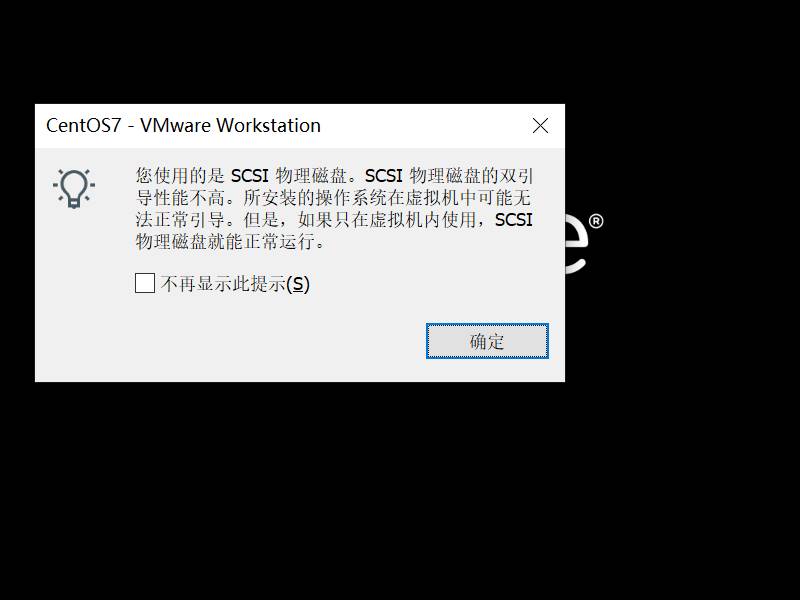 CentOS7 - VMware Workstation
您使用的是 SCSI 物理磁盘。SCSI 物理磁盘的双引
导性能不高。所安装的操作系统在虚拟机中可能无
法正常引导。但是，如果只在虚拟机内使用，SCSI
物理磁盘就能正常运行。
不再显示此提示(S)
确定
e®